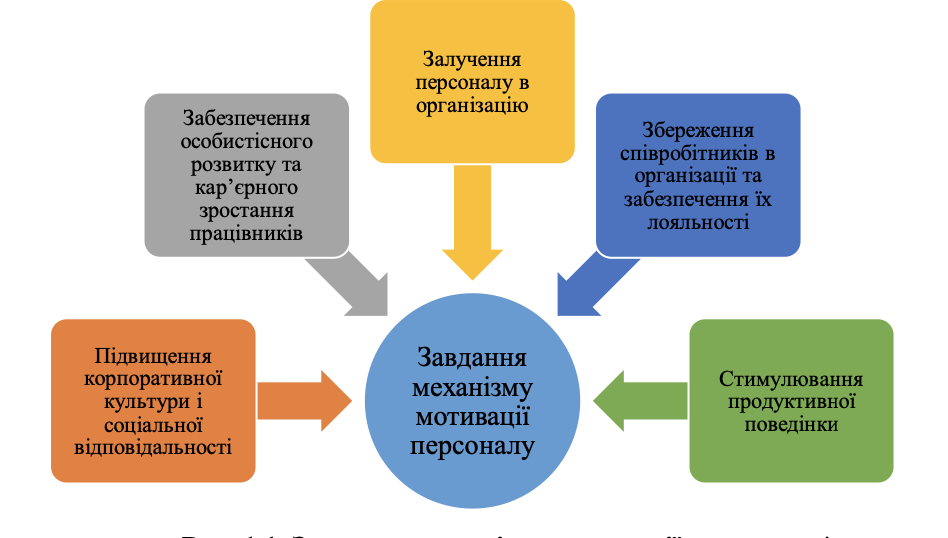 Залучення
персоналу в
організацію
Забезпечення
особистісного
розвитку та
кар’єрного
зростання
працівників
Збереження
співробітників в
організації та
забезпечення їх
лояльності
Підвищення
корпоративної
культури і
соціальної
відповідальності
Завдання
механізму
мотивації
персоналу
Стимулювання
продуктивної
поведінки